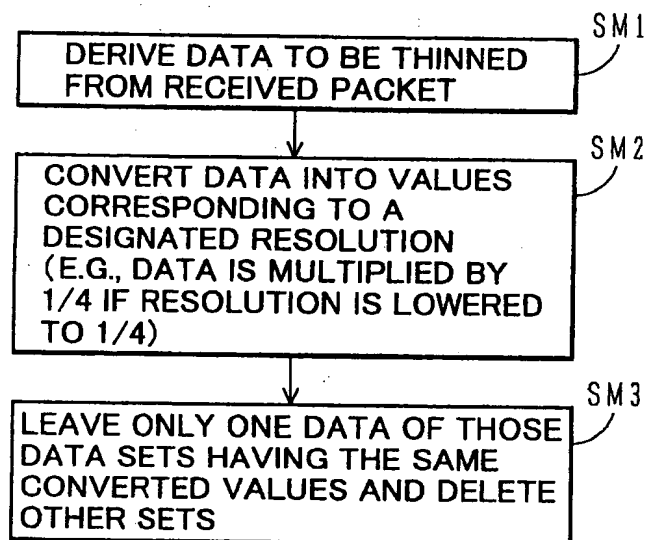 SM1
DERIVE DATA TO BE THINNED
FROM RECEIVED PACKET
SM2
CONVERT DATA INTO VALUES
CORRESPONDING TO A
DESIGNATED RESOLUTION
(E.G., DATA IS MULTIPLIED BY
1/4 IF RESOLUTION IS LOWERED
TO 1/4)
SM3
LEAVE ONLY ONE DATA OF THOSE
DATA SETS HAVING THE SAME
CONVERTED VALUES AND DELETE
OTHER SETS